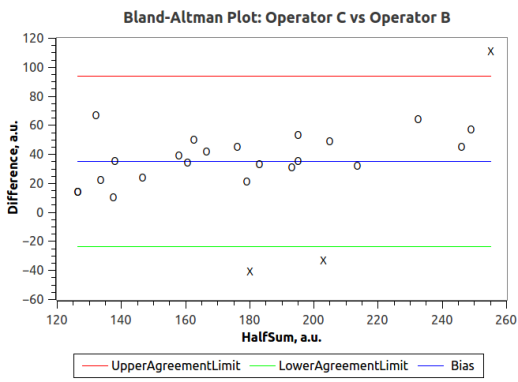 Bland-Altman Plot: Operator C vs Operator B
Difference, a.u.
120
100
80
60
40
20
0
−20
−40
−60
120 140 160 180 200 220 240 260
HalfSum, a.u.
UpperAgreementLimit LowerAgreementLimit Bias